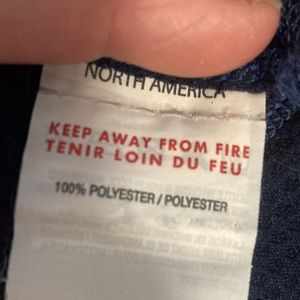 NORTH AMERICA
KEEP AWAY FROM FIRE
TENIR LOIN DU FEU
100% POLYESTER / POLYESTER